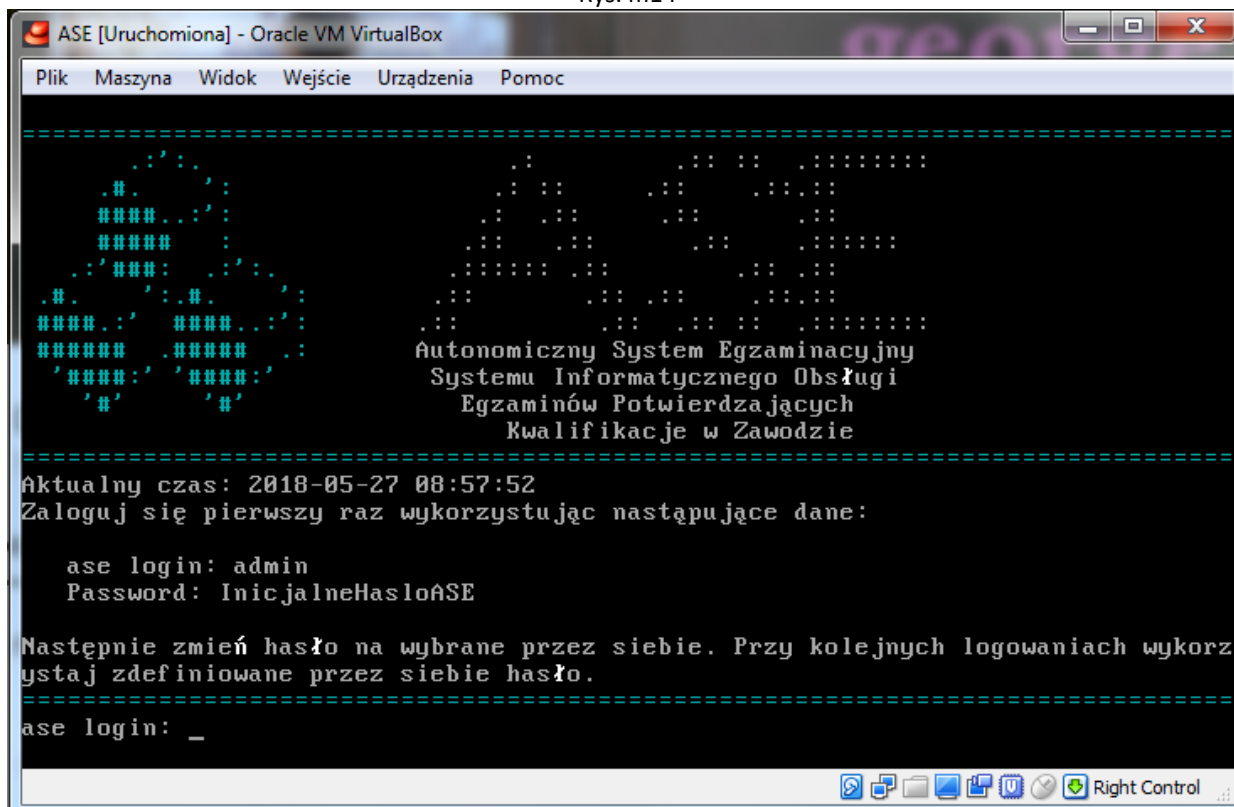 ASE [Uruchomiona] - Oracle VM VirtualBox
Plik Maszyna Widok Wejście Urządzenia Pomoc
ASE
Autonomiczny System Egzaminacyjny
Systemu Informatycznego Obsługi
Egzaminów Potwierdzających
Kwalifikacje w Zawodzie
Aktualny czas: 2018-05-27 08:57:52
Zaloguj się pierwszy raz wykorzystując nastąpujące dane:
ase login: admin
Password: InicjalneHasloASE
Następnie zmień hasło na wybrane przez siebie. Przy kolejnych logowaniach wykorz
ystaj zdefiniowane przez siebie hasło.
ase login: _
Right Control